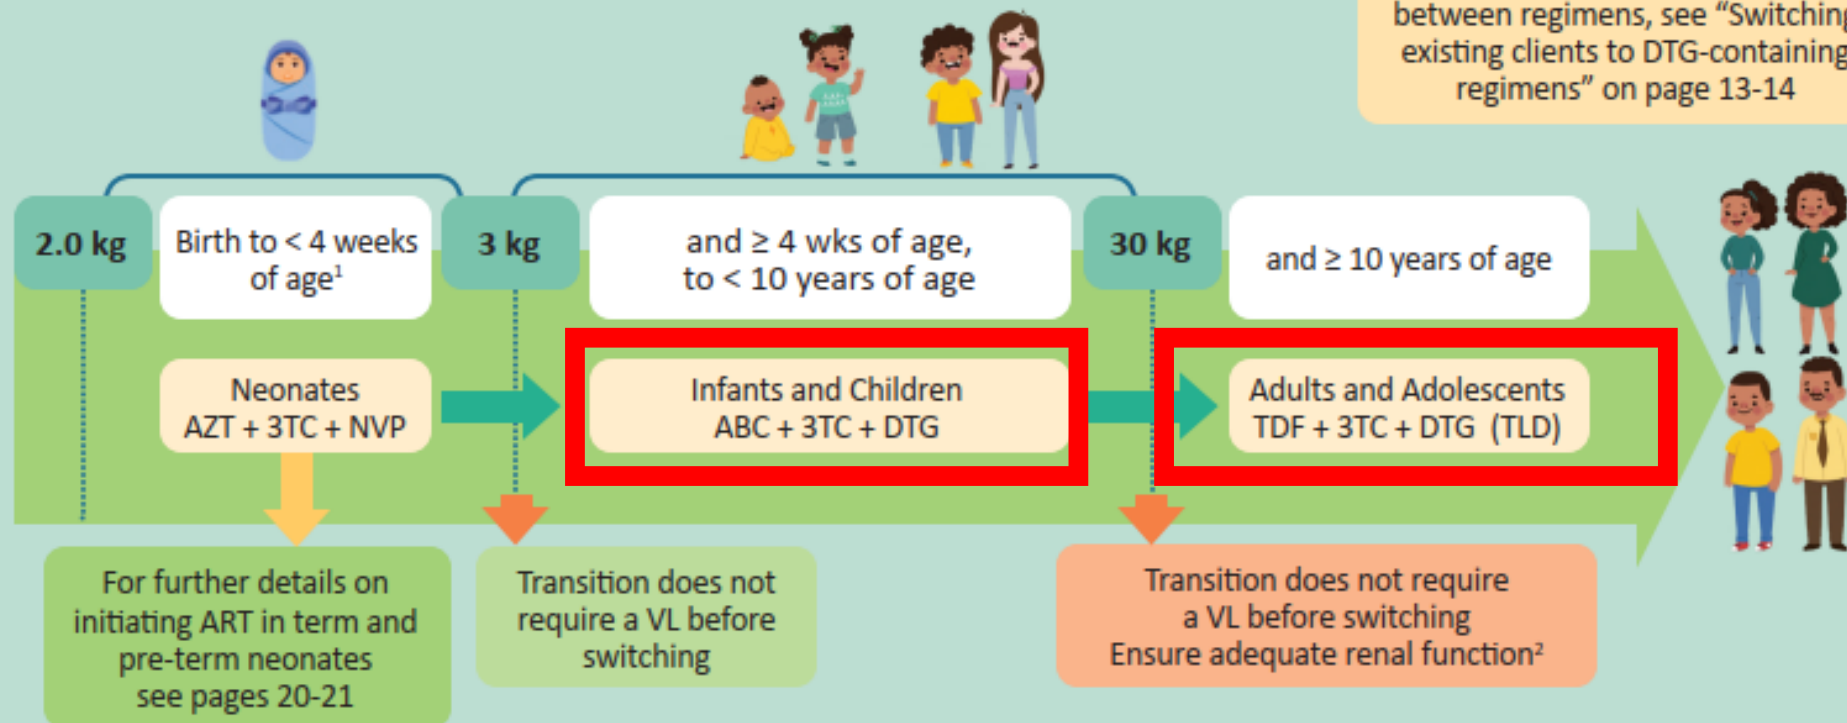 between regimens, see “Switching
existing clients to DTG-containing
regimens” on page 13-14
2.0 kg
Birth to < 4 weeks
of age¹
3 kg
and ≥ 4 wks of age,
to < 10 years of age
30 kg
and ≥ 10 years of age
Neonates
AZT + 3TC + NVP
Infants and Children
ABC + 3TC + DTG
Adults and Adolescents
TDF + 3TC + DTG (TLD)
For further details on
initiating ART in term and
pre-term neonates
see pages 20-21
Transition does not
require a VL before
switching
Transition does not require
a VL before switching
Ensure adequate renal function²